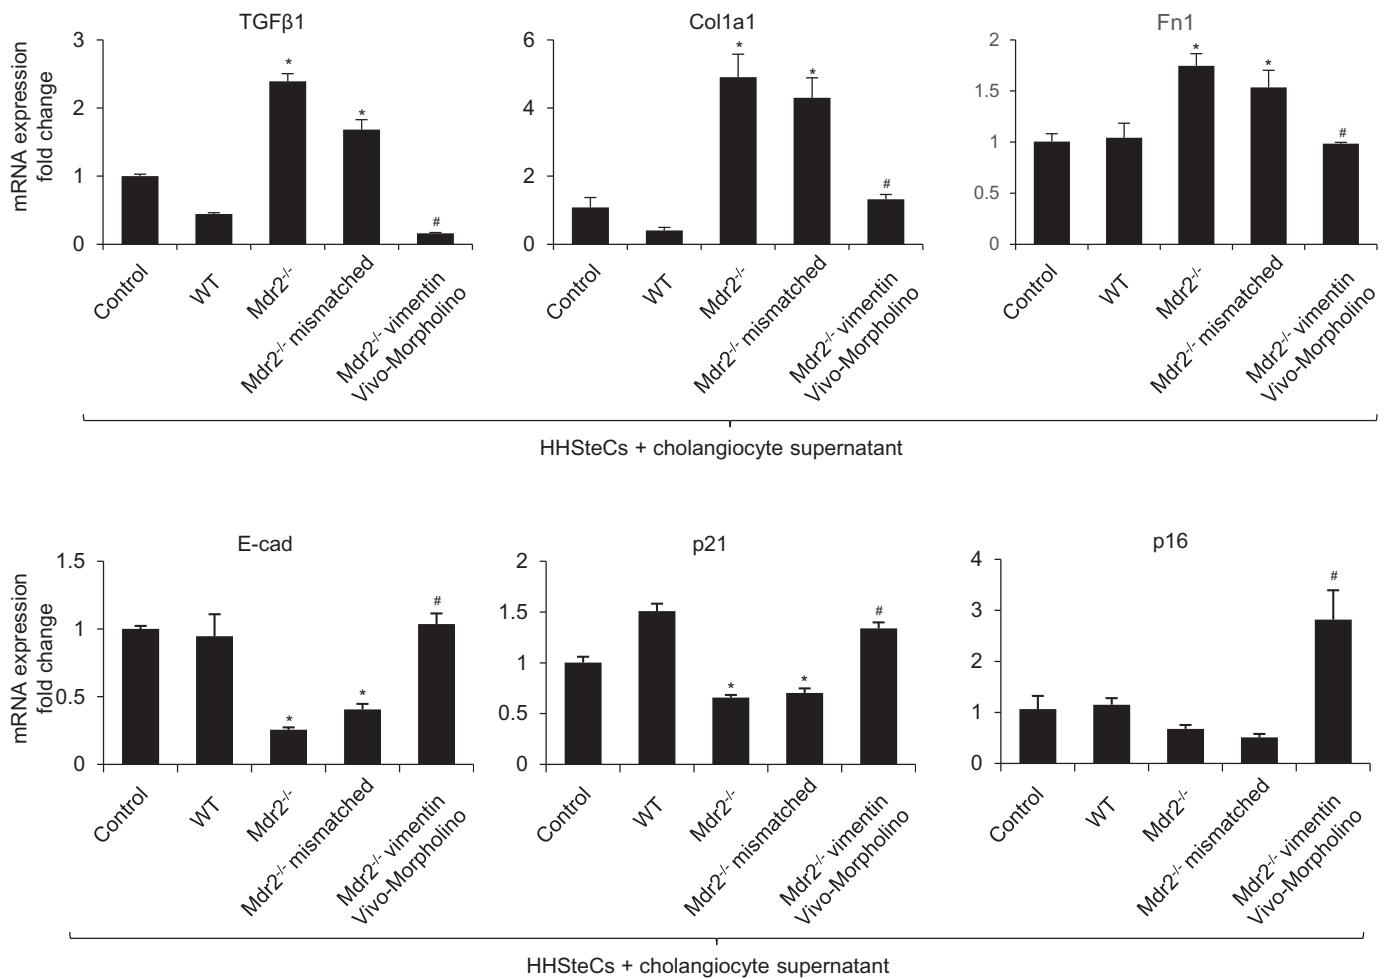 TGFβ1
mRNA expression
fold change
3
2
1
0
*
*
#
Control
WT
Mdr2-/-
Mdr2-/- mismatched
Mdr2-/- vimentin
Vivo-Morpholino
Col1a1
6
4
2
0
*
*
#
Control
WT
Mdr2-/-
Mdr2-/- mismatched
Mdr2-/- vimentin
Vivo-Morpholino
Fn1
2
1.5
1
0.5
0
*
*
#
Control
WT
Mdr2-/-
Mdr2-/- mismatched
Mdr2-/- vimentin
Vivo-Morpholino
HHSteCs + cholangiocyte supernatant
E-cad
mRNA expression
fold change
1.5
1
0.5
0
*
*
#
Control
WT
Mdr2-/-
Mdr2-/- mismatched
Mdr2-/- vimentin
Vivo-Morpholino
p21
2
1.5
1
0.5
0
*
*
#
Control
WT
Mdr2-/-
Mdr2-/- mismatched
Mdr2-/- vimentin
Vivo-Morpholino
p16
4
3
2
1
0
#
Control
WT
Mdr2-/-
Mdr2-/- mismatched
Mdr2-/- vimentin
Vivo-Morpholino
HHSteCs + cholangiocyte supernatant